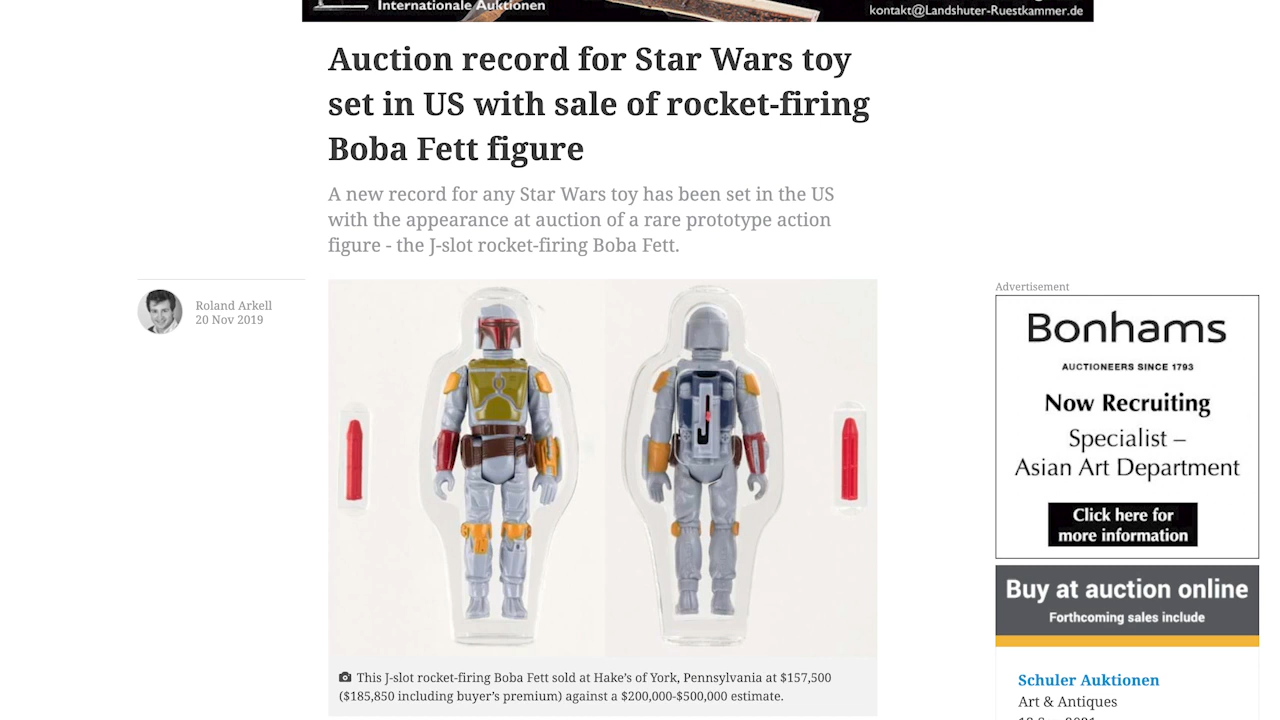 Internationale Auktionen
kontakt@Landshuter-Ruestkammer.de
Auction record for Star Wars toy
set in US with sale of rocket-firing
Boba Fett figure
A new record for any Star Wars toy has been set in the US
with the appearance at auction of a rare prototype action
figure - the J-slot rocket-firing Boba Fett.
Roland Arkell
20 Nov 2019
This J-slot rocket-firing Boba Fett sold at Hake's of York, Pennsylvania at $157,500
($185,850 including buyer's premium) against a $200,000-$500,000 estimate.
Advertisement
Bonhams
AUCTIONEERS SINCE 1793
Now Recruiting
Specialist –
Asian Art Department
Click here for
more information
Buy at auction online
Forthcoming sales include
Schuler Auktionen
Art & Antiques